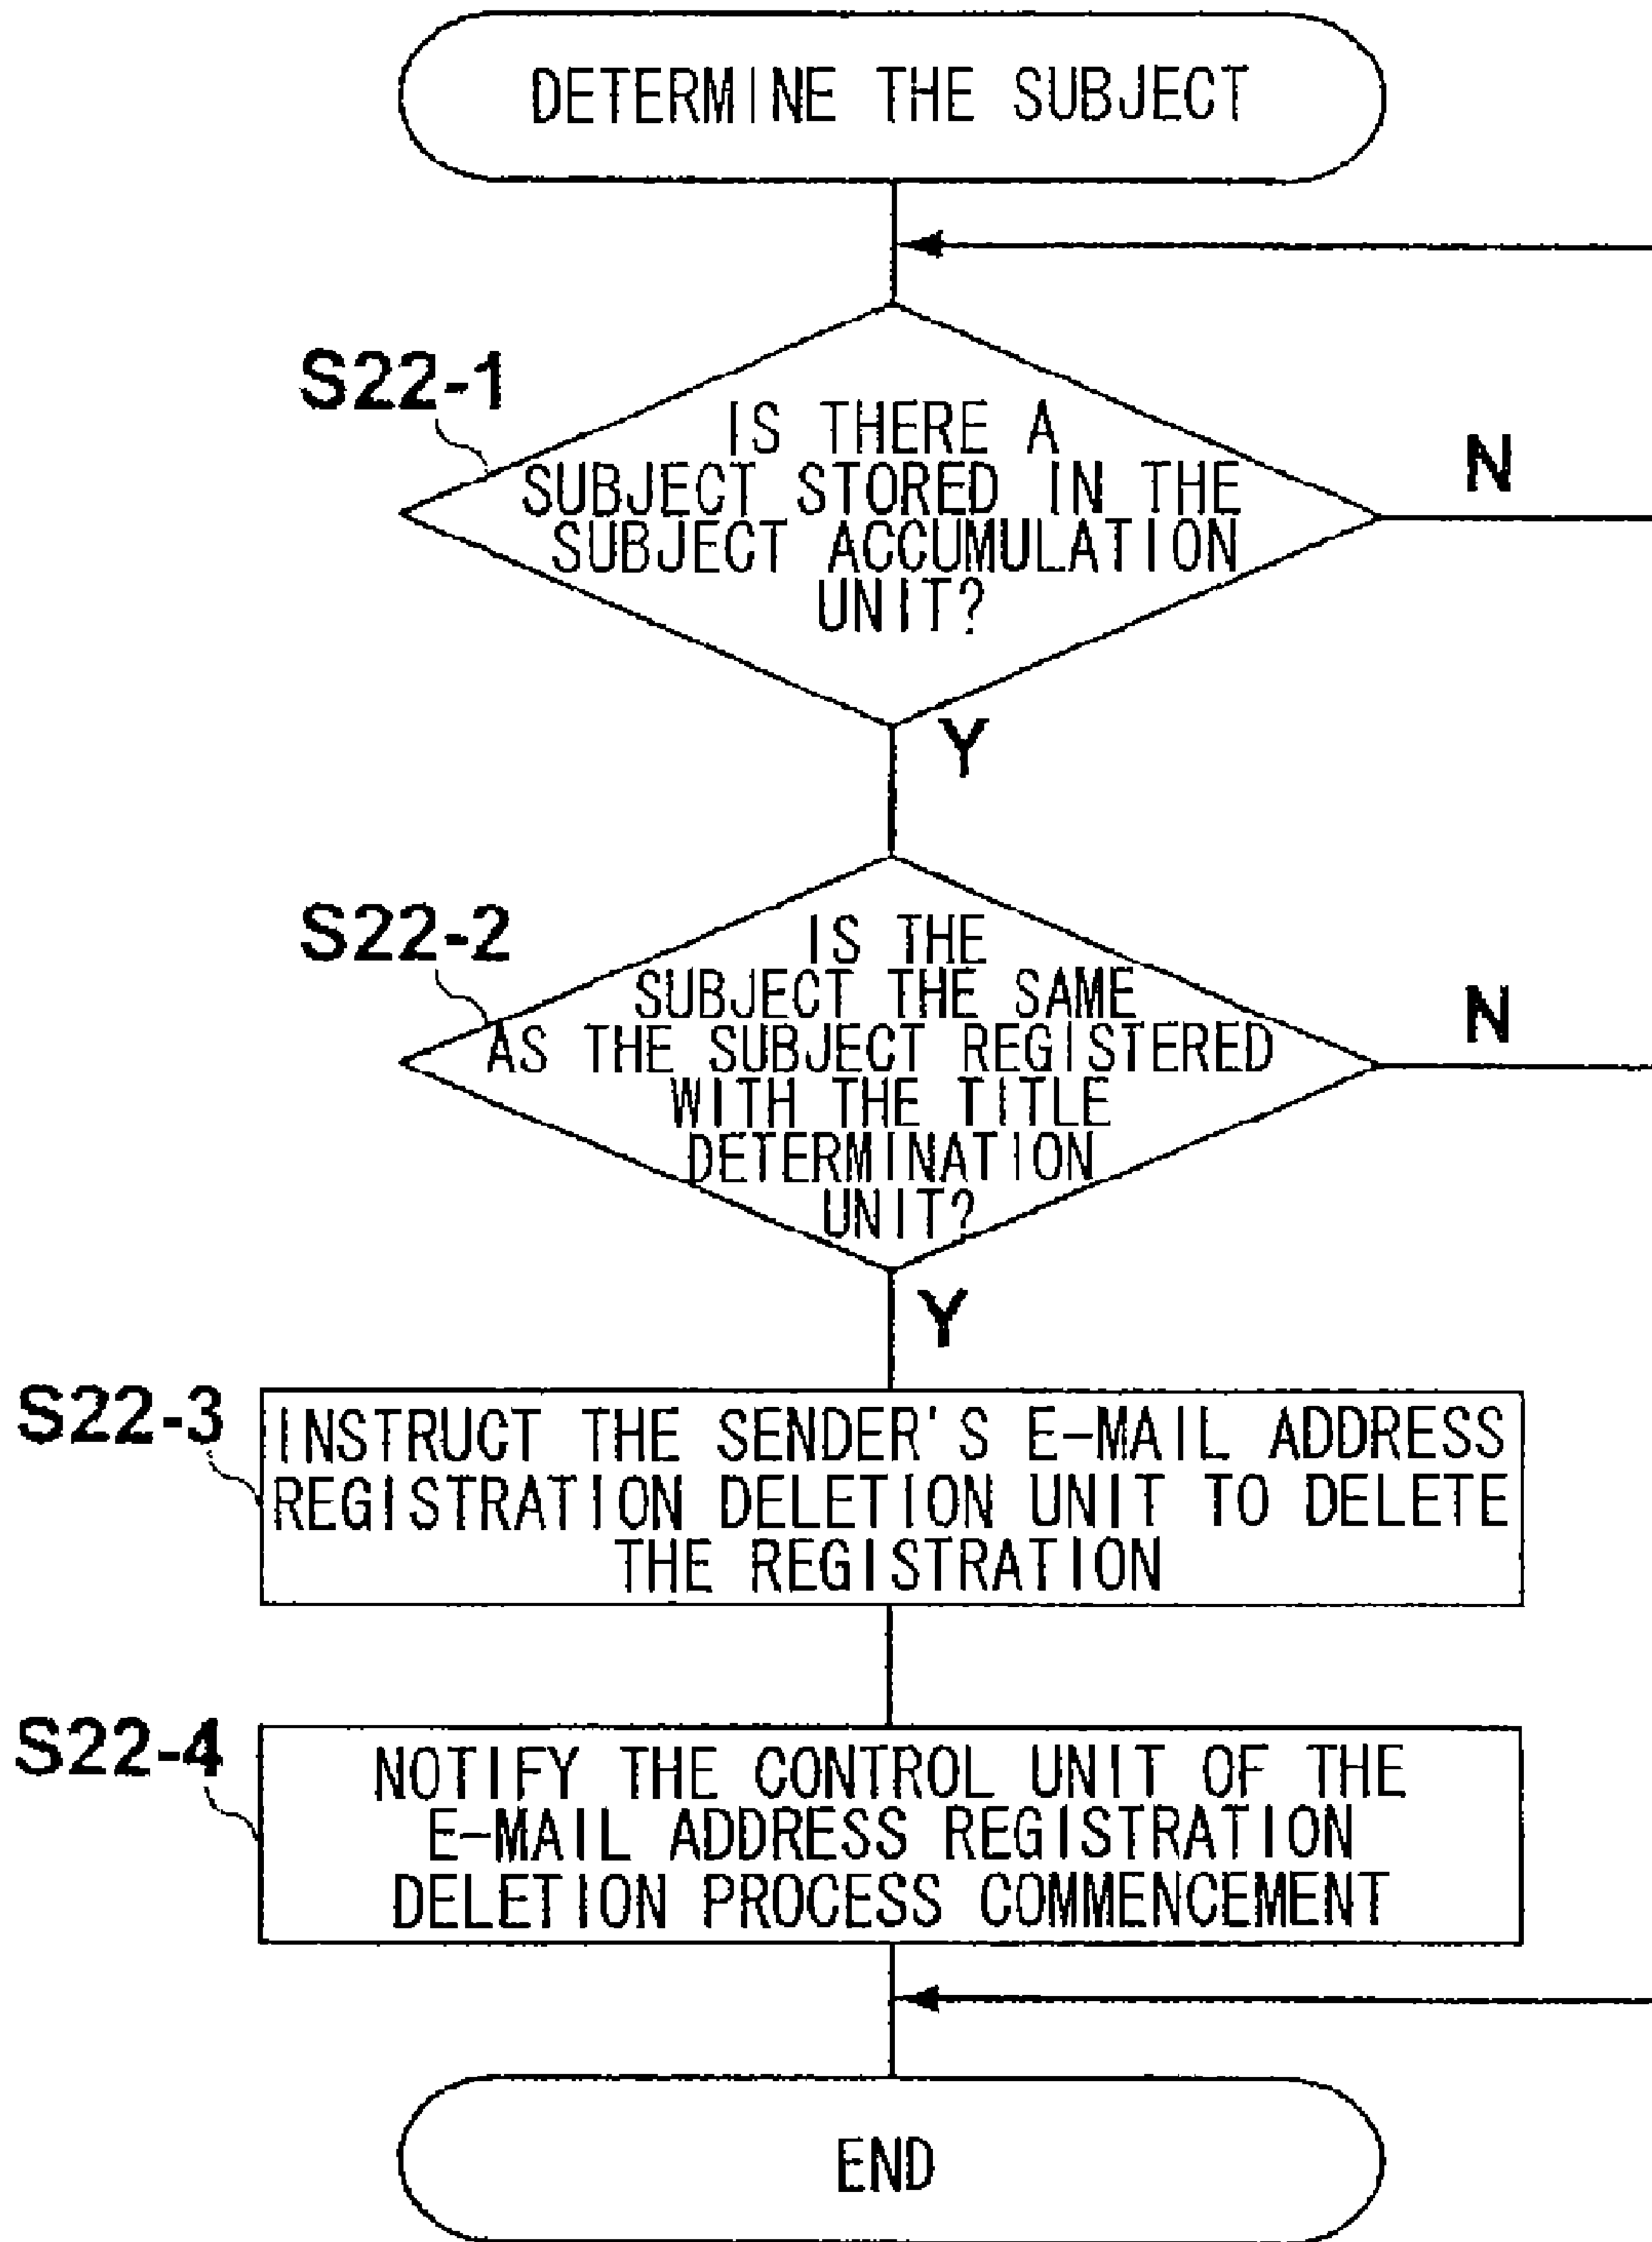 DETERMINE THE SUBJECT
S22-1
IS THERE A
SUBJECT STORED IN THE
SUBJECT ACCUMULATION
UNIT?
N
Y
S22-2
IS THE
SUBJECT THE SAME
AS THE SUBJECT REGISTERED
WITH THE TITLE
DETERMINATION
UNIT?
N
Y
S22-3
INSTRUCT THE SENDER'S E-MAIL ADDRESS
REGISTRATION DELETION UNIT TO DELETE
THE REGISTRATION
S22-4
NOTIFY THE CONTROL UNIT OF THE
E-MAIL ADDRESS REGISTRATION
DELETION PROCESS COMMENCEMENT
END